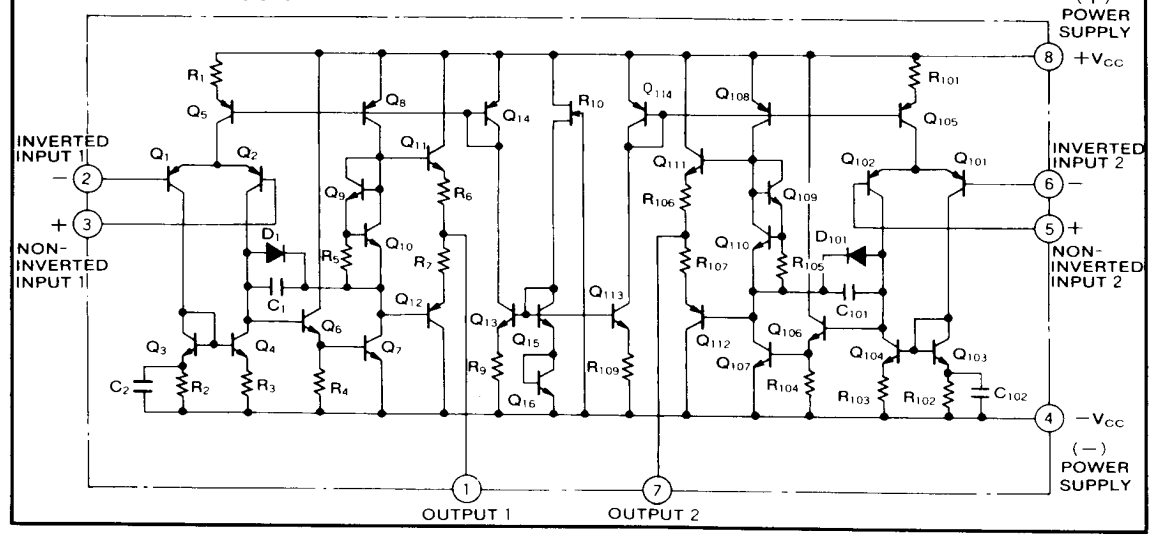 (+)
POWER
SUPPLY
8 +VCC
R1
Q5
Q8
Q14
R10
Q114
Q108
R101
Q105
INVERTED
INPUT 1
− 2
Q1
Q2
Q11
Q9
R6
Q111
R106
Q109
Q102
Q101
INVERTED
INPUT 2
6 −
+ 3
NON-
INVERTED
INPUT 1
D1
Q10
R5
R7
Q110
R107
R105
D101
5 +
NON-
INVERTED
INPUT 2
C1
Q6
Q12
Q13
Q15
Q113
Q112
Q106
C101
Q3
Q4
Q7
Q107
Q104
Q103
C2
R2
R3
R4
R9
Q16
R109
R104
R103
R102
C102
4 −VCC
(−)
POWER
SUPPLY
1
OUTPUT 1
7
OUTPUT 2